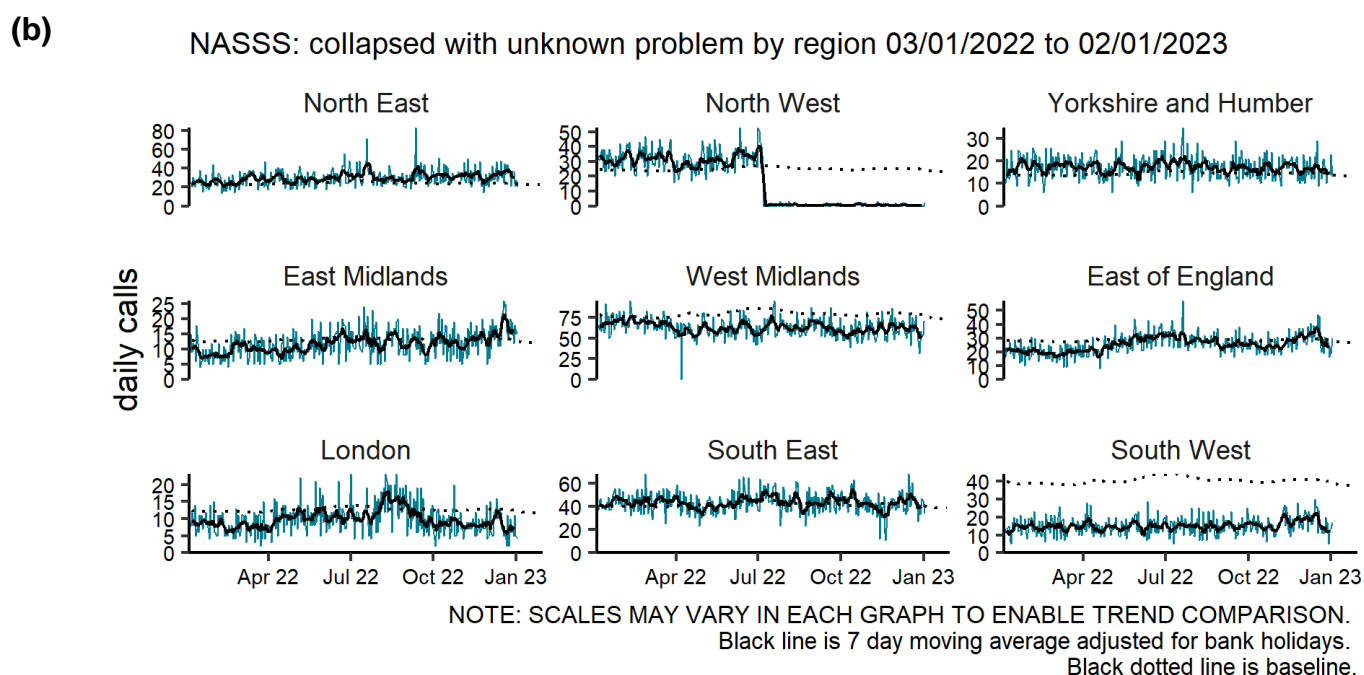 (b)
NASSS: collapsed with unknown problem by region 03/01/2022 to 02/01/2023
daily calls
North East
80
60
40
20
0
North West
50
40
30
20
10
0
Yorkshire and Humber
30
20
10
0
East Midlands
25
20
15
10
5
0
West Midlands
75
50
25
0
East of England
50
40
30
20
10
0
London
20
15
10
5
0
Apr 22 Jul 22 Oct 22 Jan 23
South East
60
40
20
0
Apr 22 Jul 22 Oct 22 Jan 23
South West
40
30
20
10
0
Apr 22 Jul 22 Oct 22 Jan 23
NOTE: SCALES MAY VARY IN EACH GRAPH TO ENABLE TREND COMPARISON.
Black line is 7 day moving average adjusted for bank holidays.
Black dotted line is baseline.